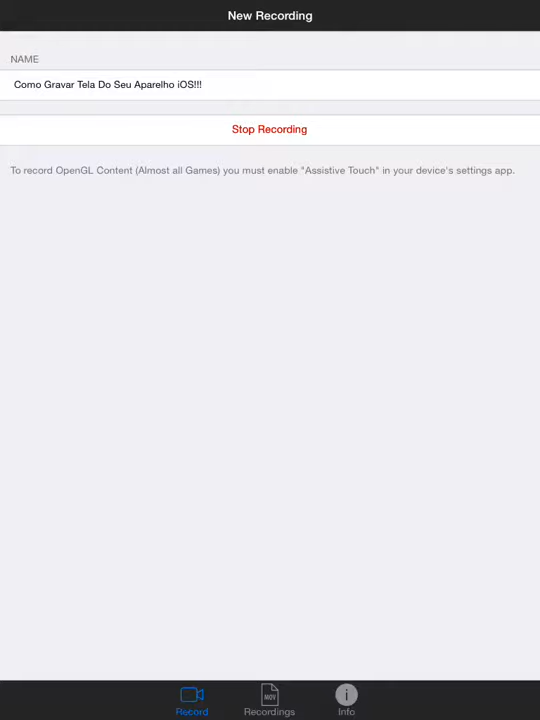 New Recording
NAME
Como Gravar Tela Do Seu Aparelho iOS!!!
Stop Recording
To record OpenGL Content (Almost all Games) you must enable "Assistive Touch" in your device's settings app.
MOV
i
Record
Recordings
Info